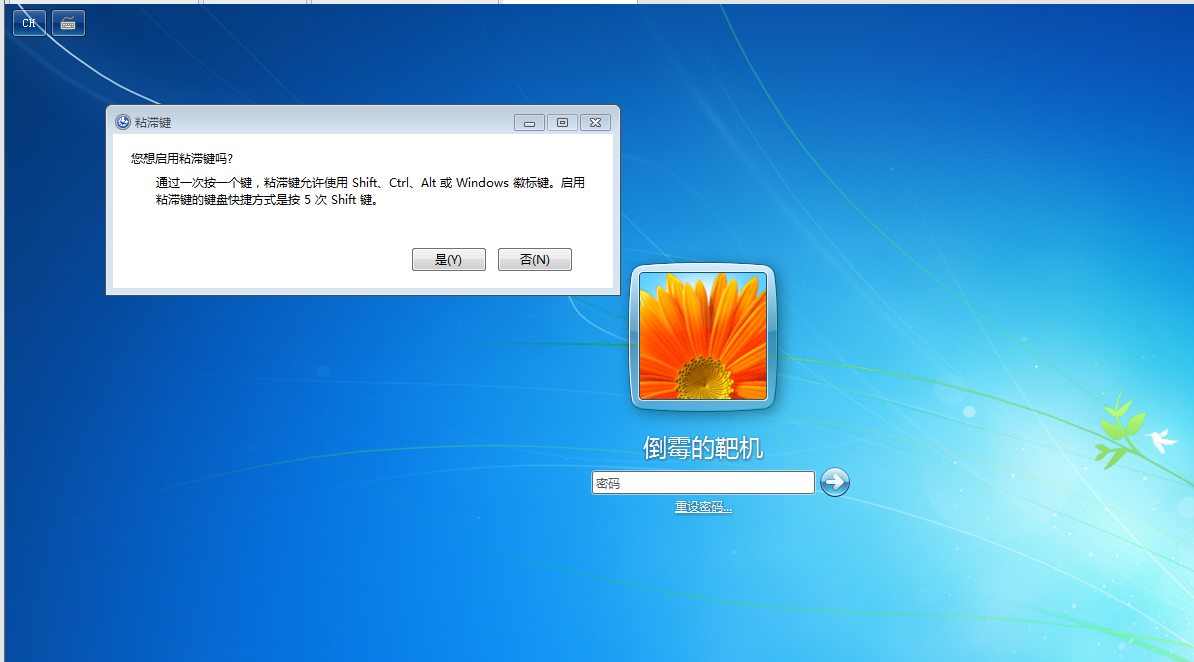 CH
粘滞键
您想启用粘滞键吗?
通过一次按一个键，粘滞键允许使用 Shift、Ctrl、Alt 或 Windows 徽标键。启用
粘滞键的键盘快捷方式是按 5 次 Shift 键。
是(Y)
否(N)
倒霉的靶机
密码
重设密码...